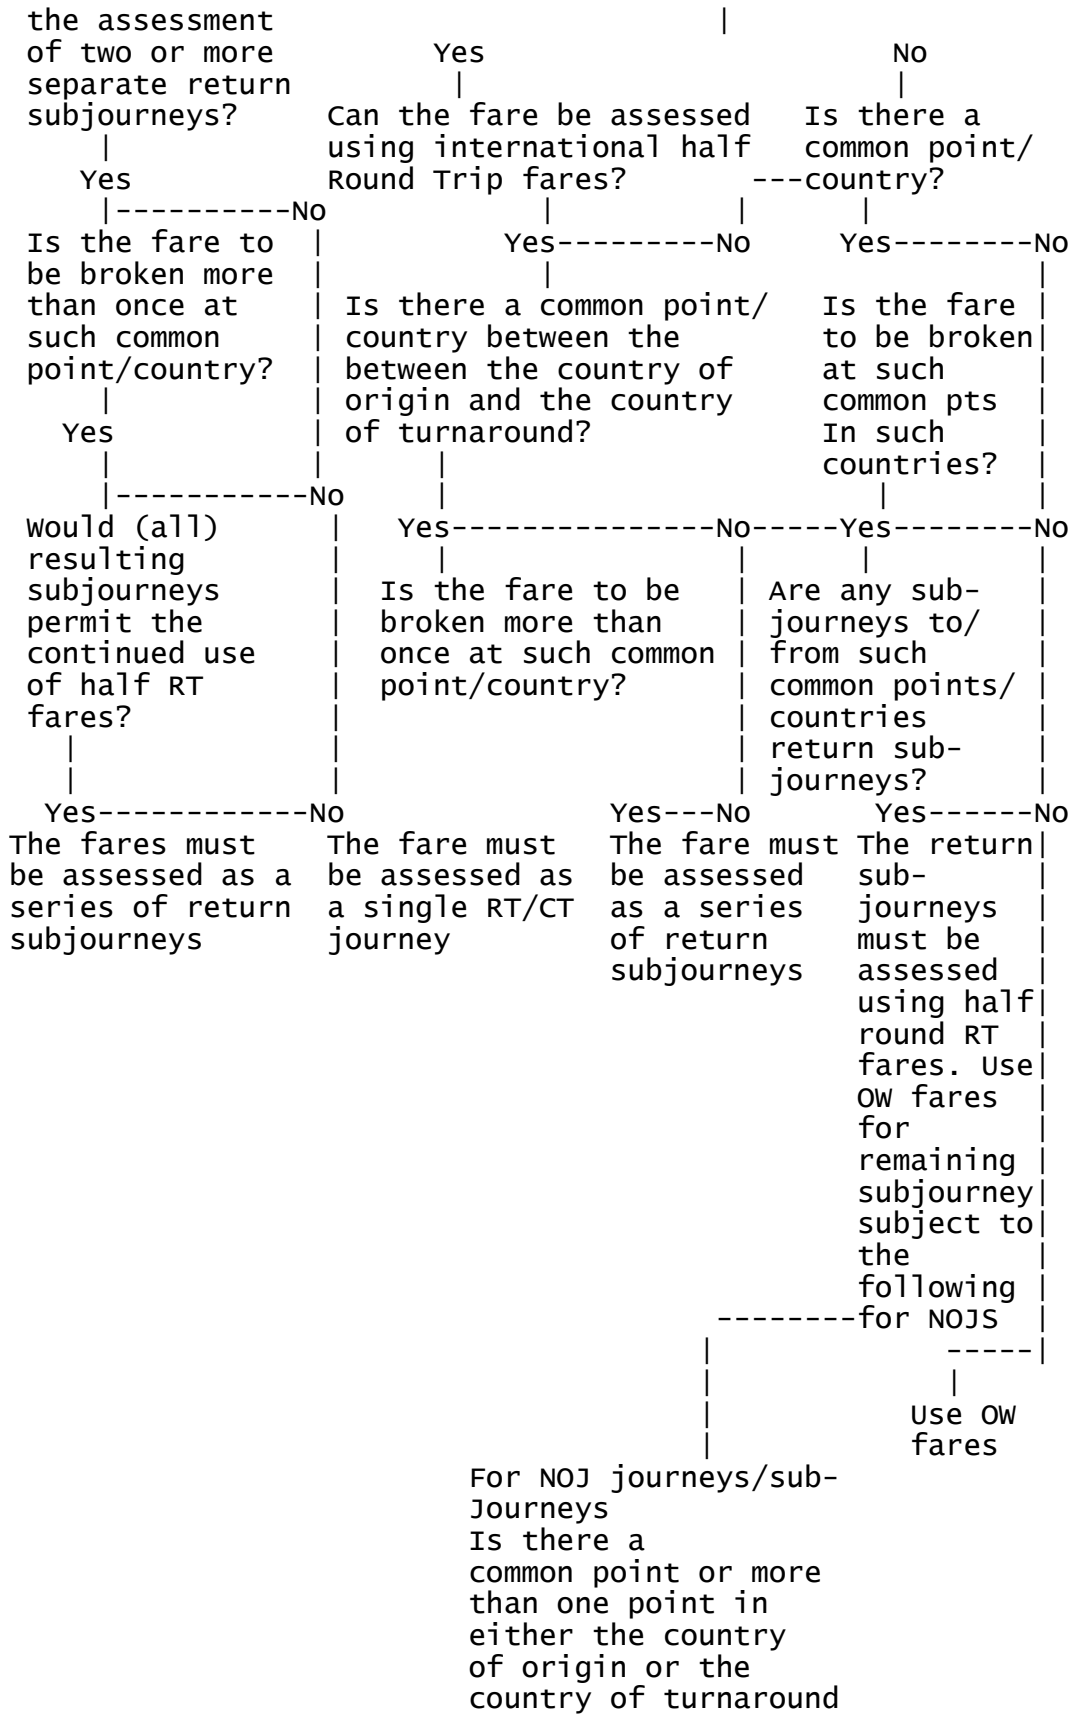 the assessment                          |
of two or more         Yes                       No
separate return         |                        |
subjourneys?     Can the fare be assessed   Is there a
    |            using international half   common point/
   Yes           Round Trip fares?       ---country?
    |----------No            |          |      |
Is the fare to  |          Yes---------No     Yes--------No
be broken more  |            |                            |
than once at    | Is there a common point/   Is the fare |
such common     | country between the        to be broken|
point/country?  | between the country of     at such     |
    |           | origin and the country     common pts  |
  Yes           | of turnaround?             In such     |
    |           |      |                     countries?  |
    |-----------No     |                        |        |
Would (all)      |   Yes---------------No-----Yes--------No
resulting        |     |                |      |         |
subjourneys      |  Is the fare to be   | Are any sub-   |
permit the       |  broken more than    | journeys to/   |
continued use    |  once at such common | from such      |
of half RT       |  point/country?      | common points/ |
fares?           |                      | countries      |
  |              |                      | return sub-    |
  |              |                      | journeys?      |
 Yes------------No               Yes---No       Yes------No
The fares must    The fare must   The fare must The return|
be assessed as a  be assessed as  be assessed   sub-      |
series of return  a single RT/CT  as a series   journeys  |
subjourneys       journey         of return     must be   |
                                  subjourneys   assessed  |
                                                using half|
                                                round RT  |
                                                fares. Use|
                                                OW fares  |
                                                for       |
                                                remaining |
                                                subjourney|
                                                subject to|
                                                the       |
                                                following |
                                        --------for NOJS  |
                                       |             -----|
                                       |             |
                                       |           Use OW
                                       |           fares
                          For NOJ journeys/sub-
                          Journeys
                          Is there a
                          common point or more
                          than one point in
                          either the country
                          of origin or the
                          country of turnaround